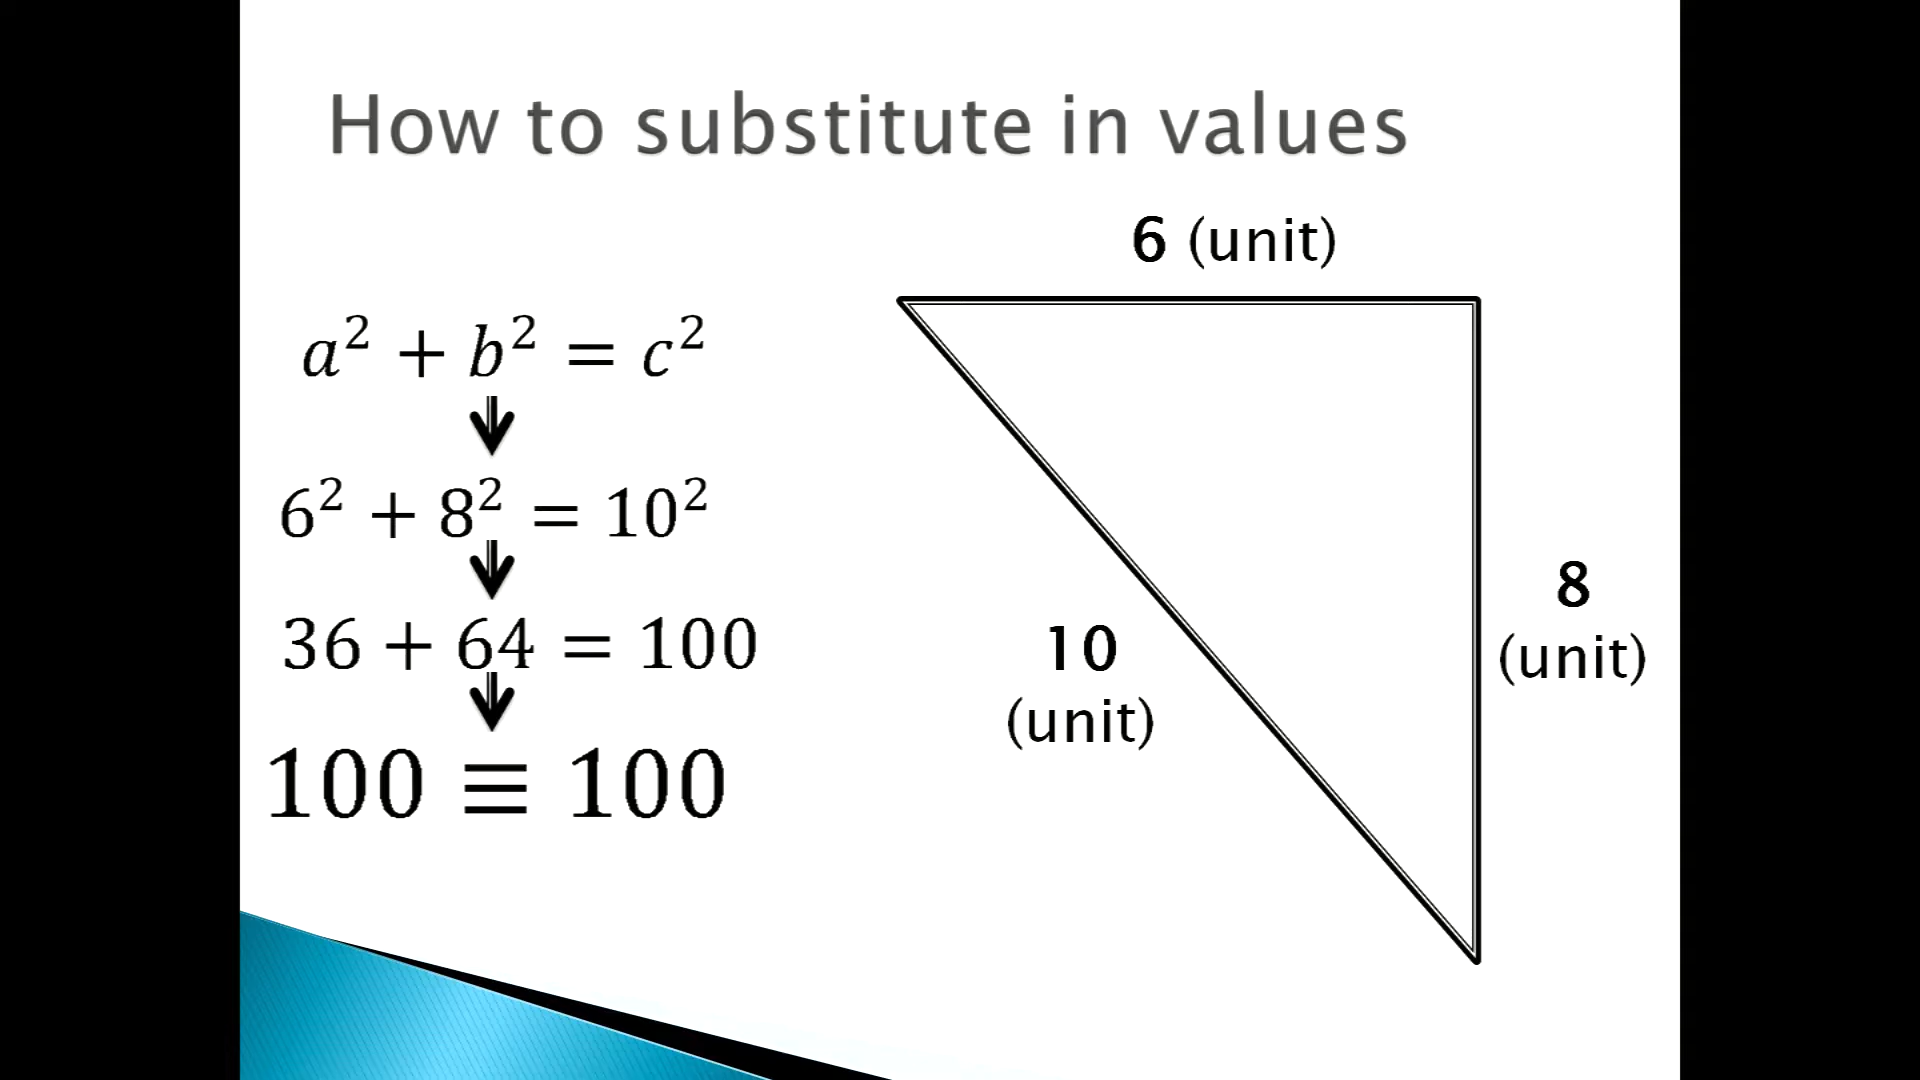 How to substitute in values
6 (unit)
a² + b² = c²
6² + 8² = 10²
36 + 64 = 100
100 ≡ 100
10
(unit)
8
(unit)